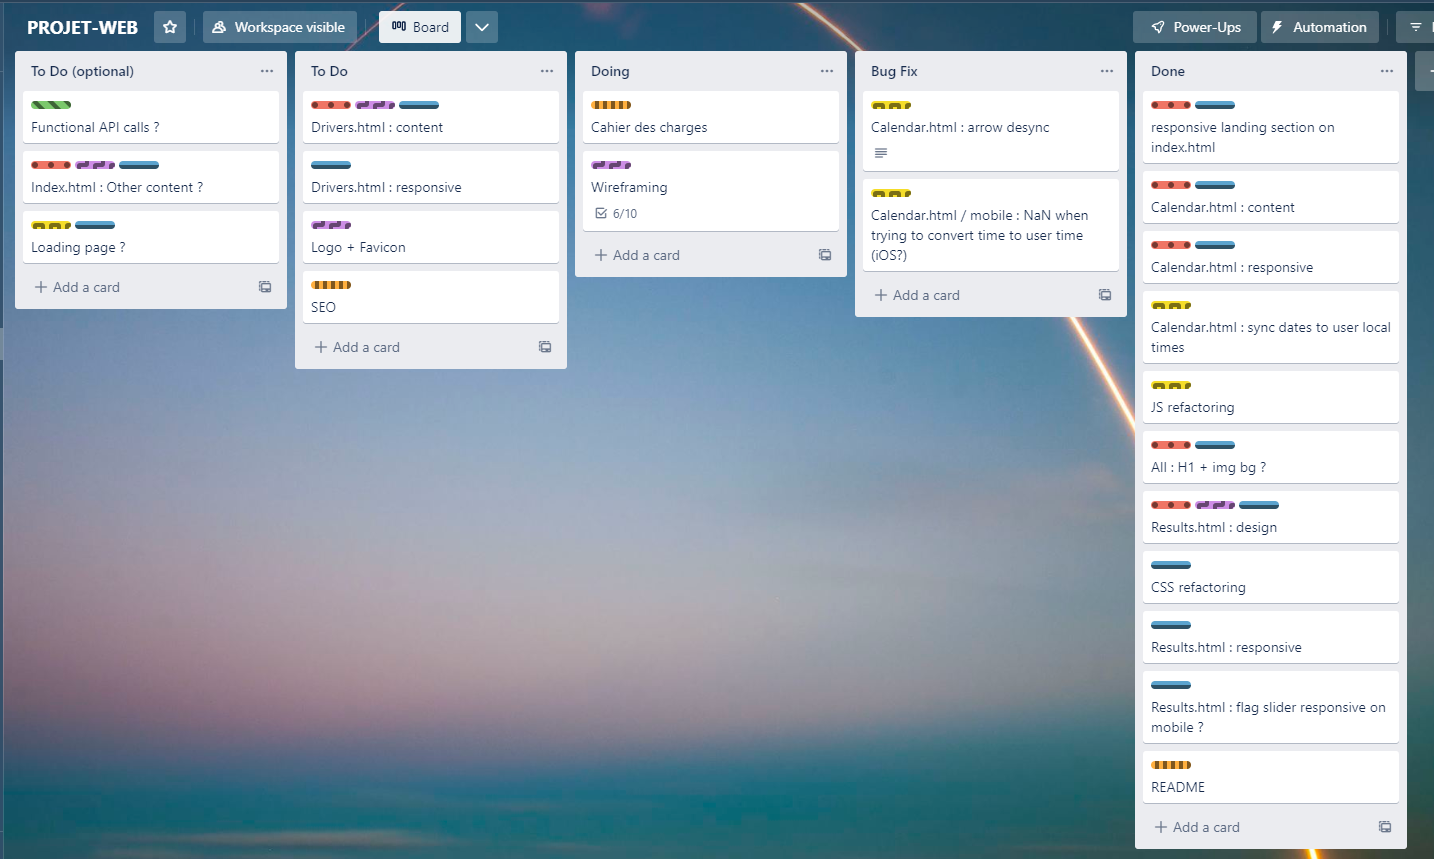 PROJET-WEB
Workspace visible
Board
Power-Ups
Automation
To Do (optional)
Functional API calls ?
Index.html : Other content ?
Loading page ?
Add a card
To Do
Drivers.html : content
Drivers.html : responsive
Logo + Favicon
SEO
Add a card
Doing
Cahier des charges
Wireframing
6/10
Add a card
Bug Fix
Calendar.html : arrow desync
Calendar.html / mobile : NaN when
trying to convert time to user time
(iOS?)
Add a card
Done
responsive landing section on
index.html
Calendar.html : content
Calendar.html : responsive
Calendar.html : sync dates to user local
times
JS refactoring
All : H1 + img bg ?
Results.html : design
CSS refactoring
Results.html : responsive
Results.html : flag slider responsive on
mobile ?
README
Add a card